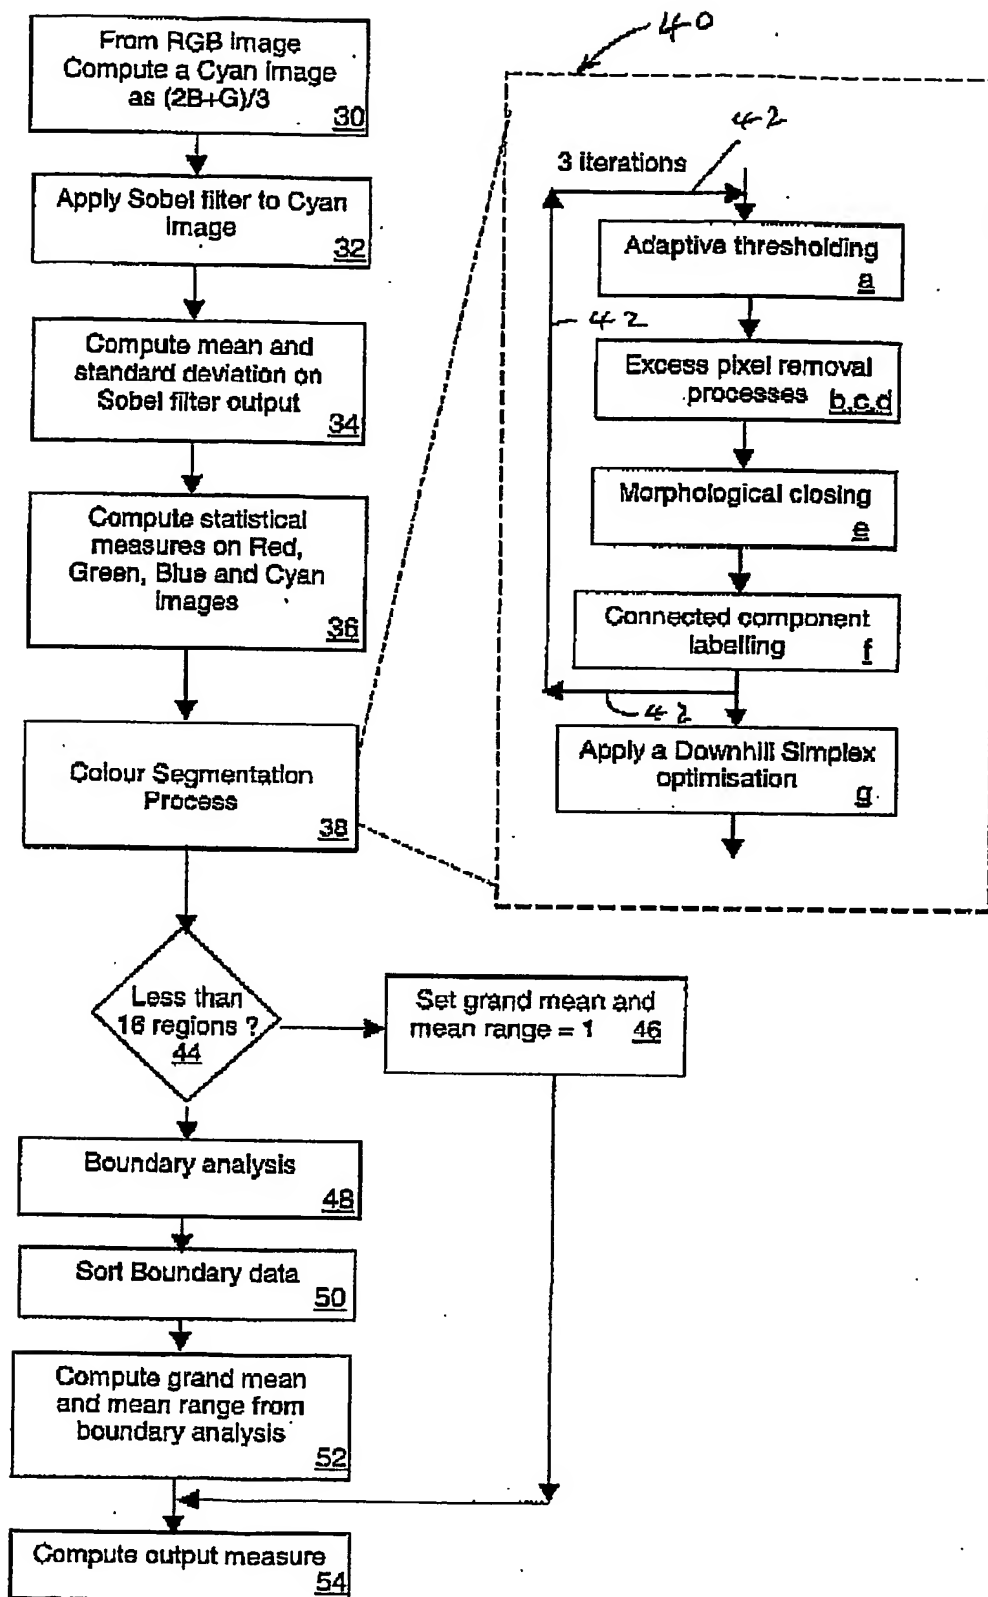 From RGB image
Compute a Cyan image
as (2B+G)/3
30
Apply Sobel filter to Cyan
image
32
Compute mean and
standard deviation on
Sobel filter output
34
Compute statistical
measures on Red,
Green, Blue and Cyan
images
36
Colour Segmentation
Process
38
40
42
3 iterations
Adaptive thresholding
a
42
Excess pixel removal
processes b,c,d
Morphological closing
e
Connected component
labelling f
42
Apply a Downhill Simplex
optimisation g
Less than
16 regions ?
44
Set grand mean and
mean range = 1 46
Boundary analysis
48
Sort Boundary data
50
Compute grand mean
and mean range from
boundary analysis
52
Compute output measure
54